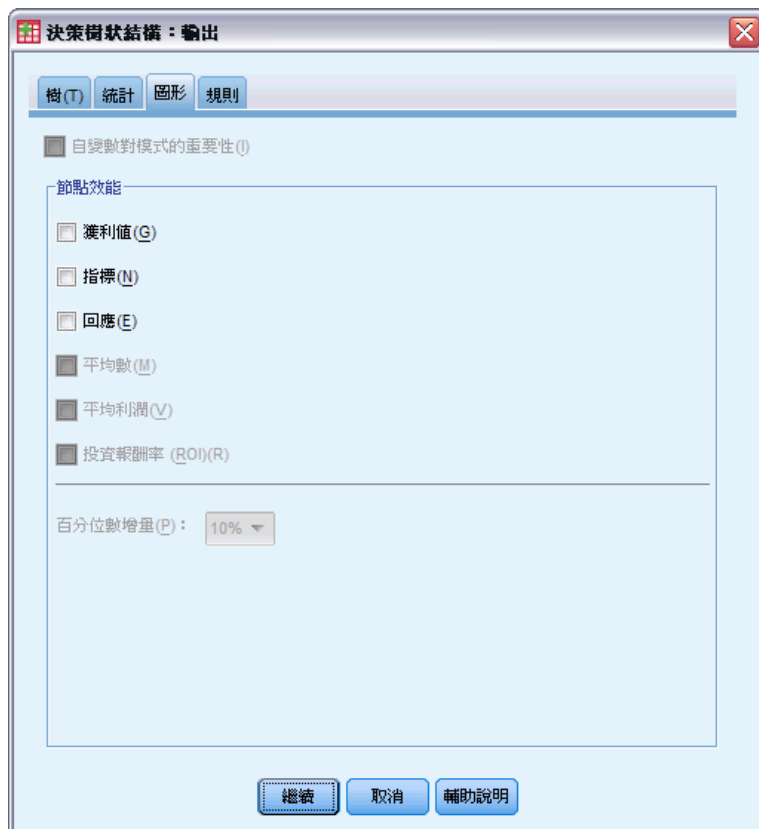 決策樹狀結構：輸出
樹(T) 統計 圖形 規則
自變數對模式的重要性(I)
節點效能
獲利值(G)
指標(N)
回應(E)
平均數(M)
平均利潤(V)
投資報酬率 (ROI)(R)
百分位數增量(P)： 10%
繼續 取消 輔助說明